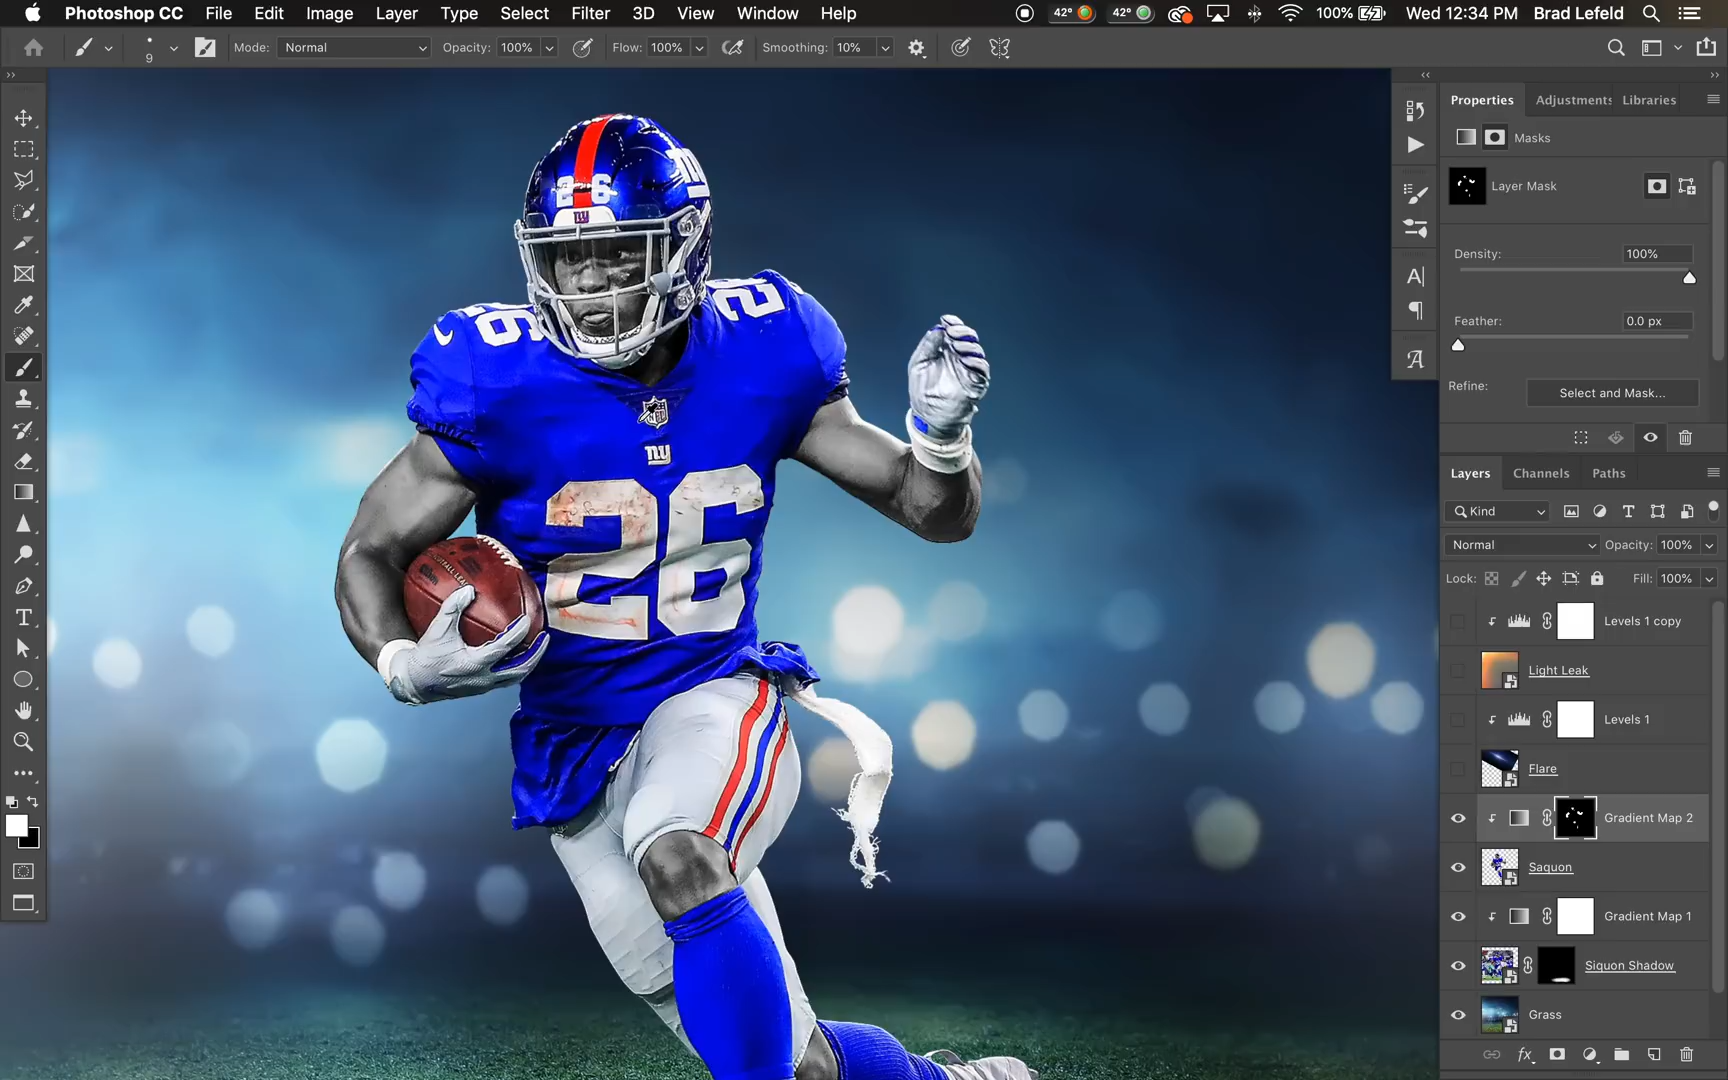 Photoshop CC File Edit Image Layer Type Select Filter 3D View Window Help 42° 42° 100% Wed 12:34 PM Brad Lefeld
9 Mode: Normal Opacity: 100% Flow: 100% Smoothing: 10%
Properties Adjustments Libraries
Masks
Layer Mask
Density: 100%
Feather: 0.0 px
Refine: Select and Mask...
Layers Channels Paths
Kind
Normal Opacity: 100%
Lock: Fill: 100%
Levels 1 copy
Light Leak
Levels 1
Flare
Gradient Map 2
Saquon
Gradient Map 1
Siquon Shadow
Grass
26
ny
26
26
NFL
ny
26